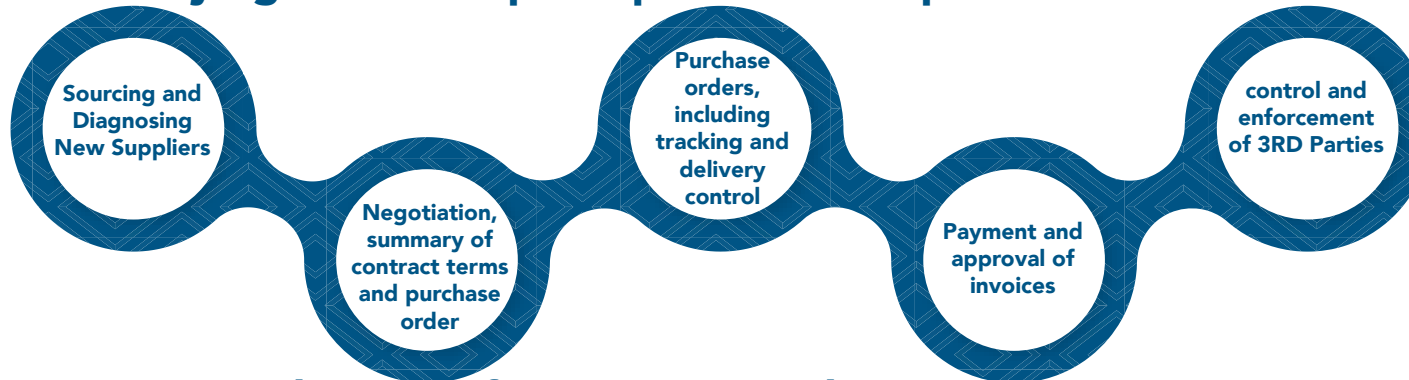 Sourcing and
Diagnosing
New Suppliers
Negotiation,
summary of
contract terms
and purchase
order
Purchase
orders,
including
tracking and
delivery
control
Payment and
approval of
invoices
control and
enforcement
of 3RD Parties